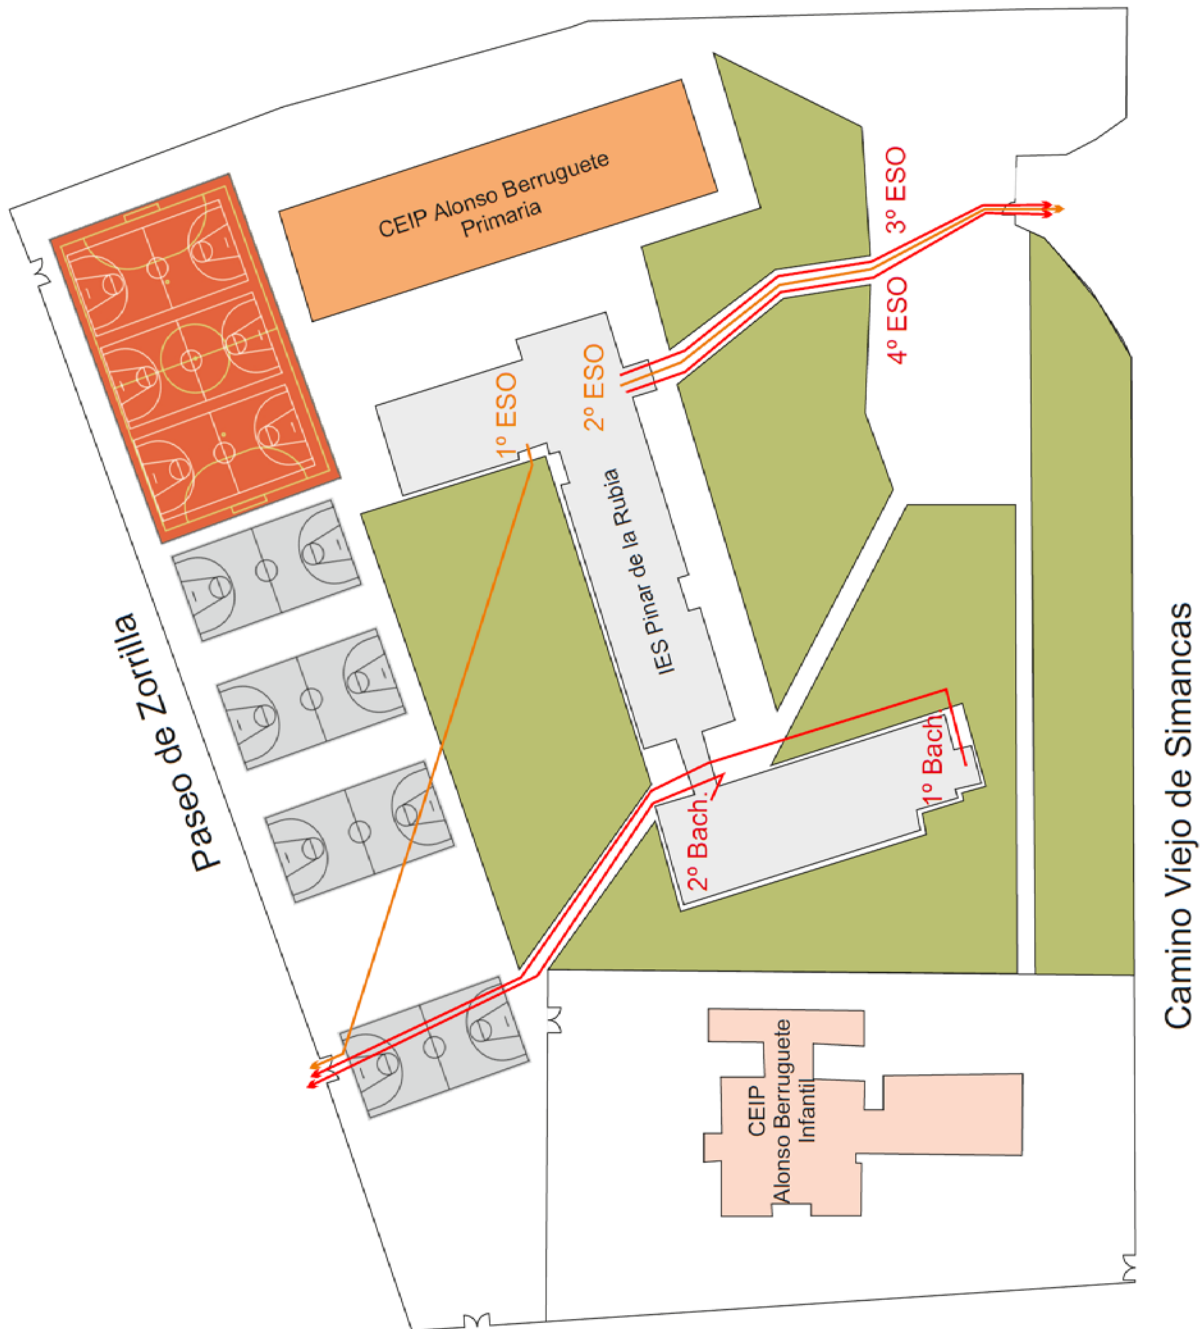 CEIP Alonso Berruguete
Primaria
3º ESO
4º ESO
1º ESO
2º ESO
IES Pinar de la Rubia
Paseo de Zorrilla
2º Bach.
1º Bach.
CEIP
Alonso Berruguete
Infantil
Camino Viejo de Simancas